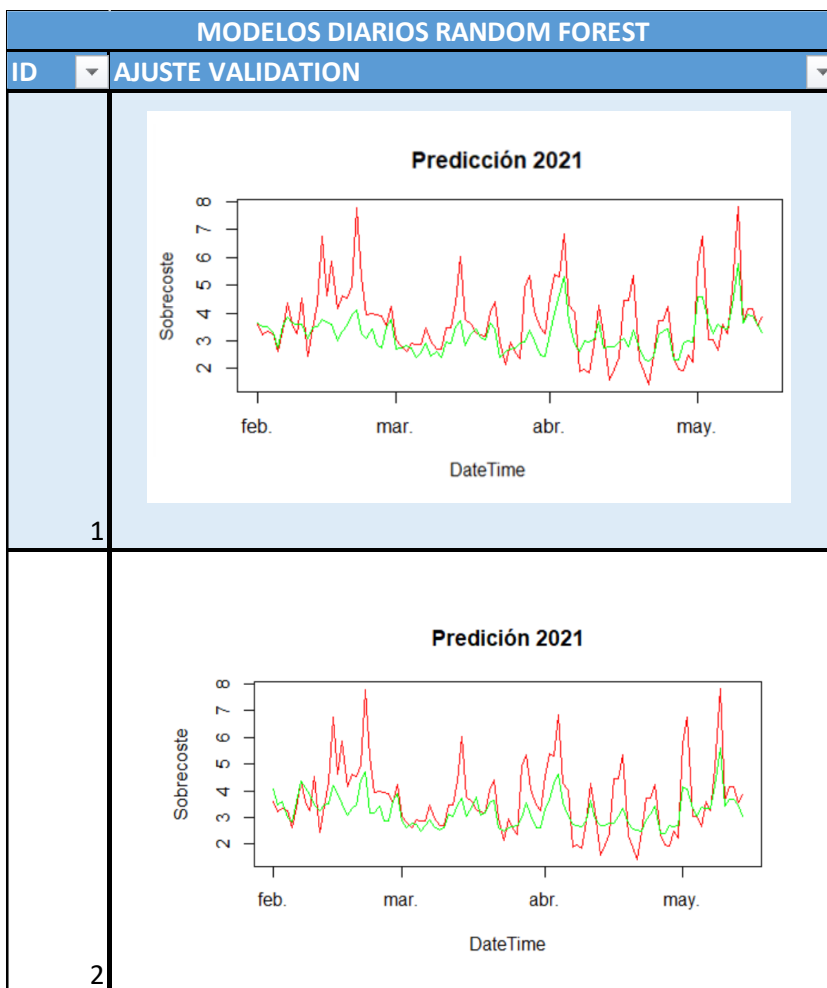 MODELOS DIARIOS RANDOM FOREST
ID AJUSTE VALIDATION
Predicción 2021
Sobrecoste
8
7
6
5
4
3
2
feb. mar. abr. may.
DateTime
1
Predición 2021
Sobrecoste
8
7
6
5
4
3
2
feb. mar. abr. may.
DateTime
2